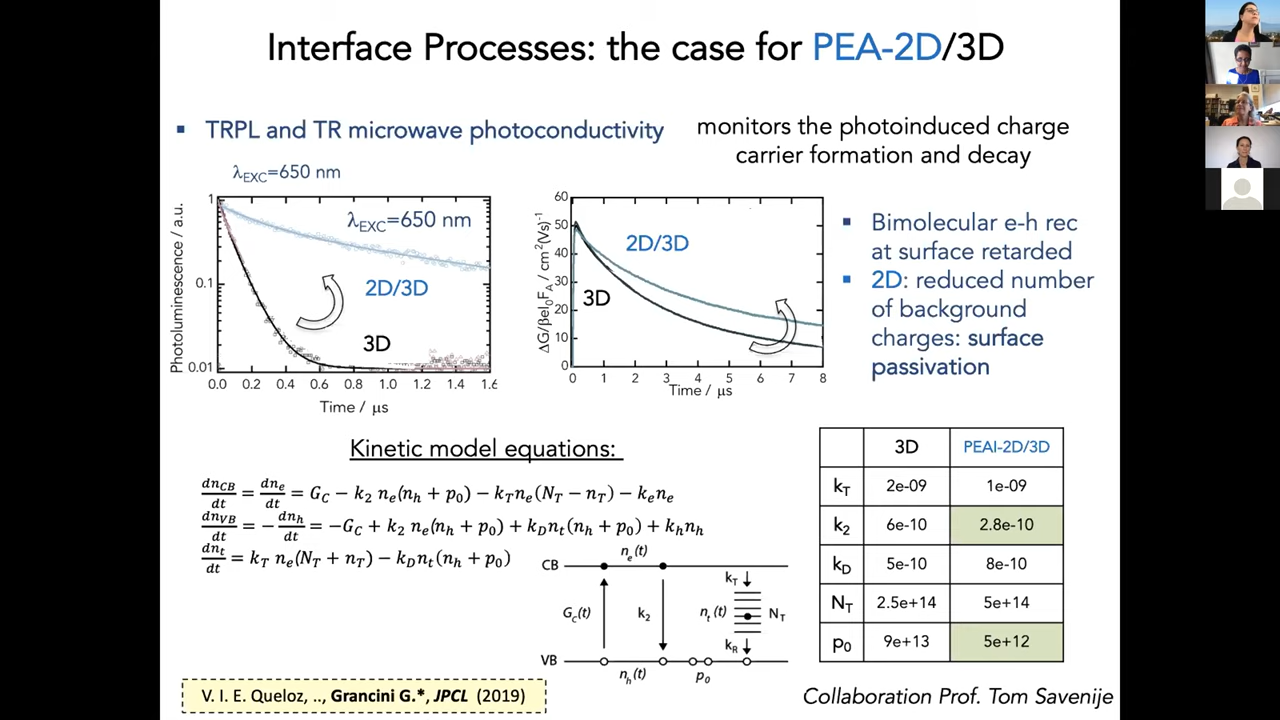 Interface Processes: the case for PEA-2D/3D
▪ TRPL and TR microwave photoconductivity
monitors the photoinduced charge
carrier formation and decay
λEXC=650 nm
Photoluminescence / a.u.
1
0.1
0.01
λEXC=650 nm
2D/3D
3D
0.0 0.2 0.4 0.6 0.8 1.0 1.2 1.4 1.6
Time / μs
ΔG/βeI₀FA / cm²(Vs)⁻¹
60
50
40
30
20
10
0
2D/3D
3D
0 1 2 3 4 5 6 7 8
Time / μs
▪ Bimolecular e-h rec
at surface retarded
▪ 2D: reduced number
of background
charges: surface
passivation
Kinetic model equations:
dnCB/dt = dne/dt = GC − k2 ne(nh + p0) − kTne(NT − nT) − kene
dnVB/dt = − dnh/dt = −GC + k2 ne(nh + p0) + kDnt(nh + p0) + khnh
dnt/dt = kT ne(NT + nT) − kDnt(nh + p0)
ne(t)
CB
kT
GC(t) k2 nt(t) NT
kR
VB
nh(t) p0
3D PEAI-2D/3D
kT 2e-09 1e-09
k2 6e-10 2.8e-10
kD 5e-10 8e-10
NT 2.5e+14 5e+14
p0 9e+13 5e+12
V. I. E. Queloz, .., Grancini G.*, JPCL (2019)
Collaboration Prof. Tom Savenije